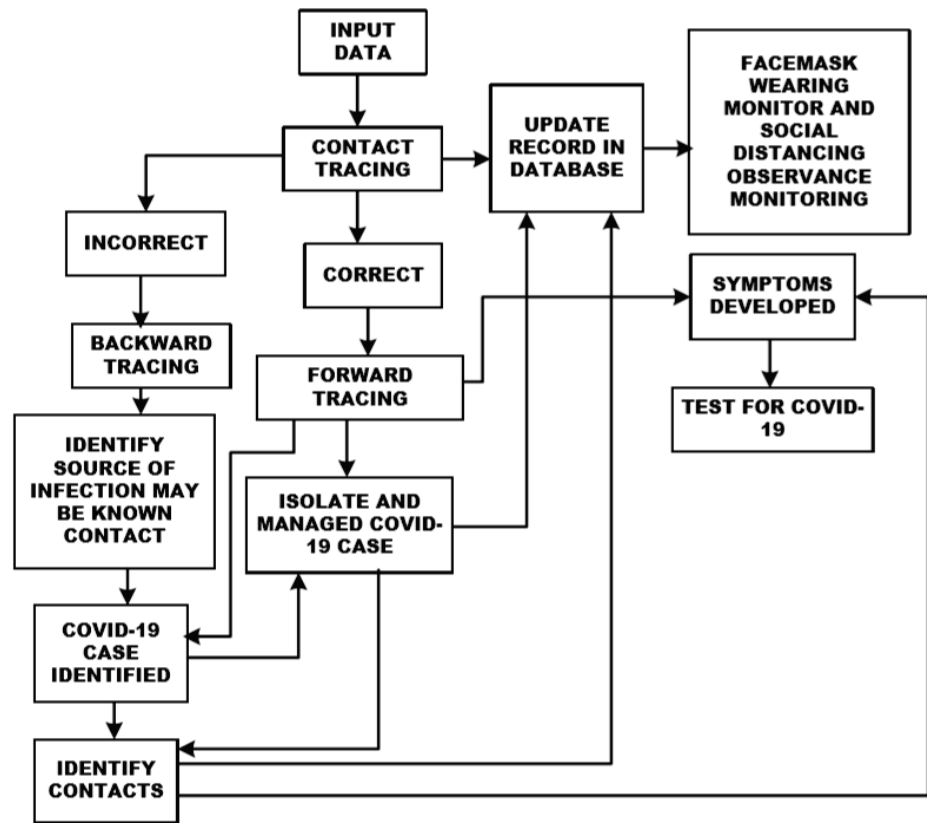 INPUT
DATA
CONTACT
TRACING
UPDATE
RECORD IN
DATABASE
FACEMASK
WEARING
MONITOR AND
SOCIAL
DISTANCING
OBSERVANCE
MONITORING
INCORRECT
CORRECT
SYMPTOMS
DEVELOPED
BACKWARD
TRACING
FORWARD
TRACING
TEST FOR COVID-
19
IDENTIFY
SOURCE OF
INFECTION MAY
BE KNOWN
CONTACT
ISOLATE AND
MANAGED COVID-
19 CASE
COVID-19
CASE
IDENTIFIED
IDENTIFY
CONTACTS